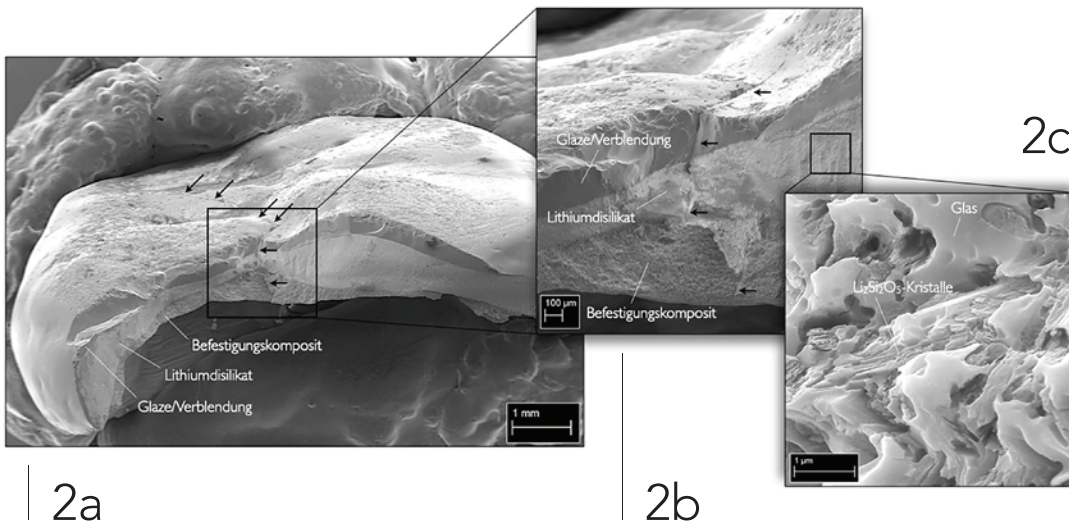 Befestigungskomposit
Lithiumdisilikat
Glaze/Verblendung
1 mm
2a
Glaze/Verblendung
Lithiumdisilikat
Befestigungskomposit
100 µm
2b
2c
Glas
Li₂Si₂O₅-Kristalle
1 µm